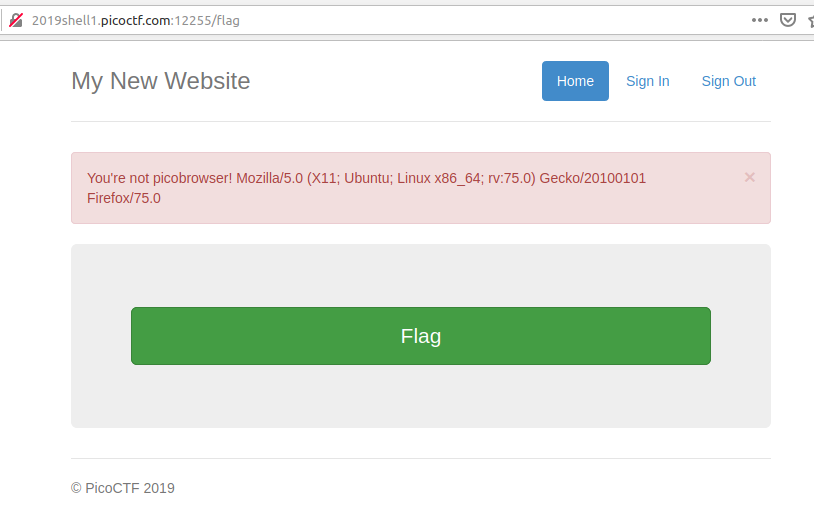 2019shell1.picoctf.com:12255/flag
My New Website
Home Sign In Sign Out
You're not picobrowser! Mozilla/5.0 (X11; Ubuntu; Linux x86_64; rv:75.0) Gecko/20100101
Firefox/75.0
×
Flag
© PicoCTF 2019